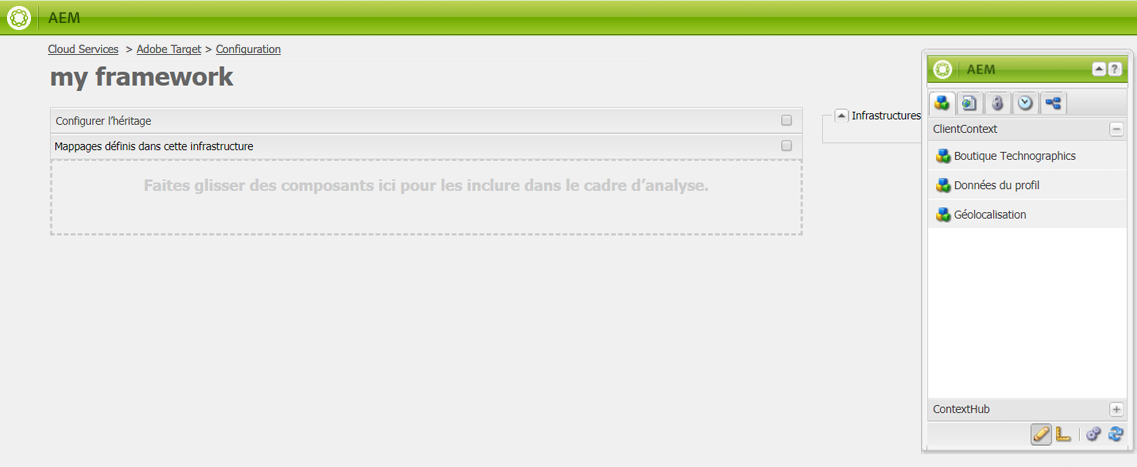 AEM
Cloud Services > Adobe Target > Configuration
my framework
Configurer l'héritage
Mappages définis dans cette infrastructure
Faites glisser des composants ici pour les inclure dans le cadre d'analyse.
Infrastructures
AEM
?
ClientContext
Boutique Technographics
Données du profil
Géolocalisation
ContextHub